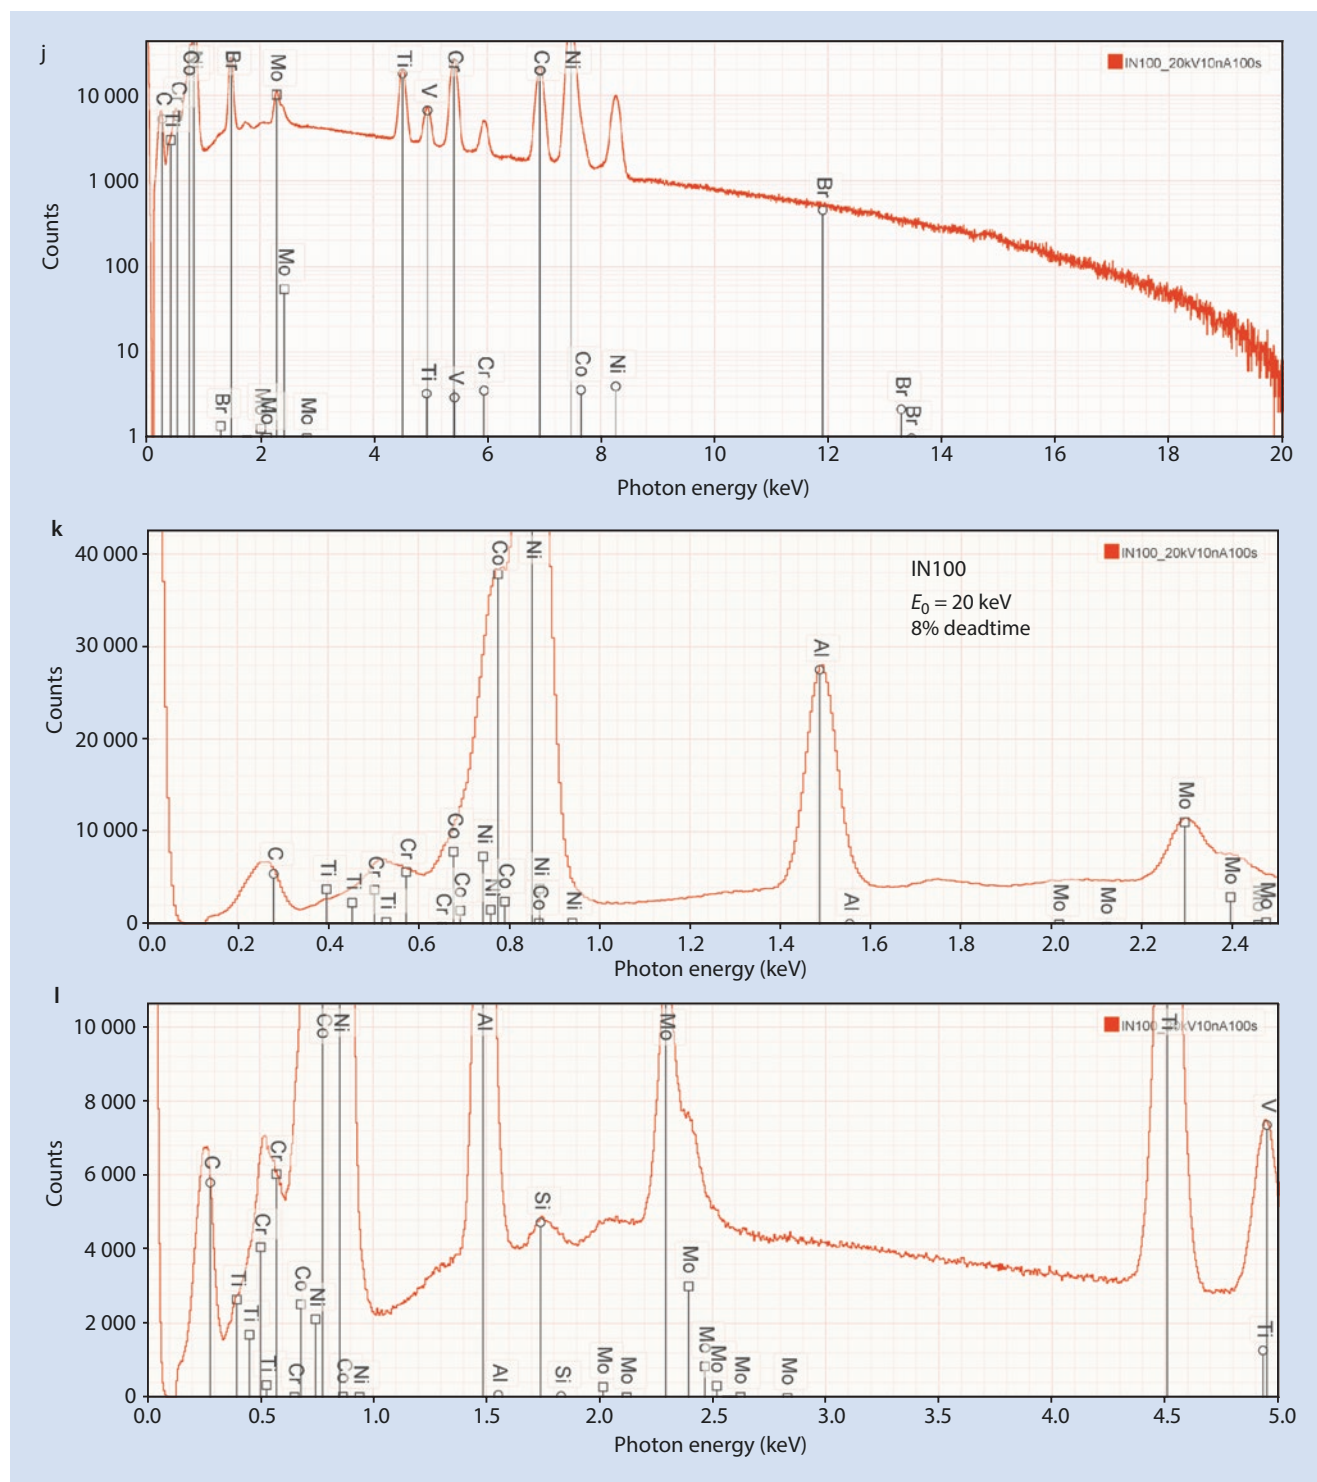 j
IN100_20kV10nA100s
Counts
10 000
1 000
100
10
1
C
Ti
Cr
Co
Ni
Br
Mo
Ti
V
Cr
Co
Ni
Br
Mo
Br
Mo
Mo
Mo
Ti
V
Cr
Co
Ni
Br
Br
0 2 4 6 8 10 12 14 16 18 20
Photon energy (keV)
k
IN100_20kV10nA100s
IN100
E0 = 20 keV
8% deadtime
Counts
40 000
30 000
20 000
10 000
0
C
Ti
Ti
Cr
Ti
Cr
Cr
Co
Co
Ni
Ni
Co
Co
Ni
Ni
Co
Ni
Al
Al
Mo
Mo
Mo
Mo
Mo
Mo
0.0 0.2 0.4 0.6 0.8 1.0 1.2 1.4 1.6 1.8 2.0 2.2 2.4
Photon energy (keV)
l
Counts
10 000
8 000
6 000
4 000
2 000
0
C
Ti
Ti
Cr
Ti
Cr
Cr
Co
Ni
Co
Ni
Co
Ni
Al
Al
Si
Si
Mo
Mo
Mo
Mo
Mo
Mo
Mo
Mo
Ti
V
Ti
0.0 0.5 1.0 1.5 2.0 2.5 3.0 3.5 4.0 4.5 5.0
Photon energy (keV)